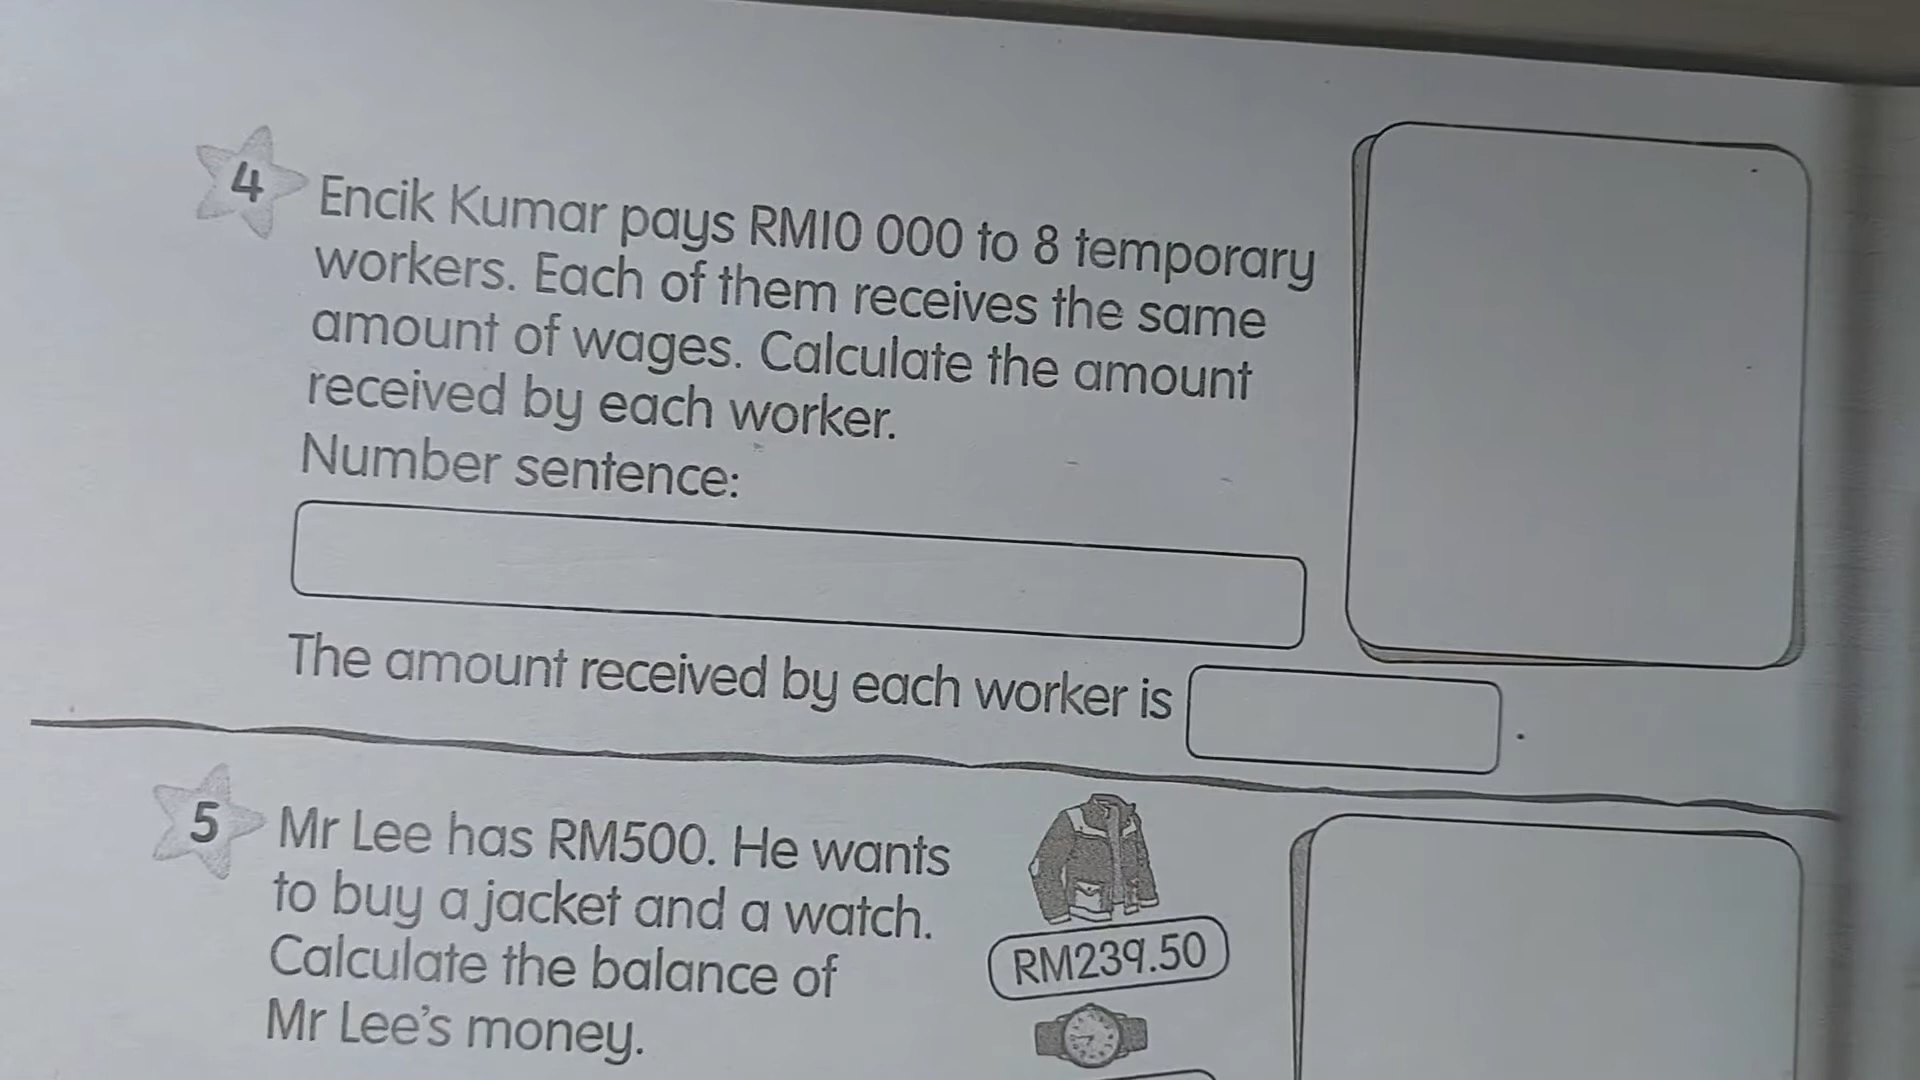 4
Encik Kumar pays RM10 000 to 8 temporary
workers. Each of them receives the same
amount of wages. Calculate the amount
received by each worker.
Number sentence:
The amount received by each worker is .
5
Mr Lee has RM500. He wants
to buy a jacket and a watch.
Calculate the balance of
Mr Lee's money.
RM239.50